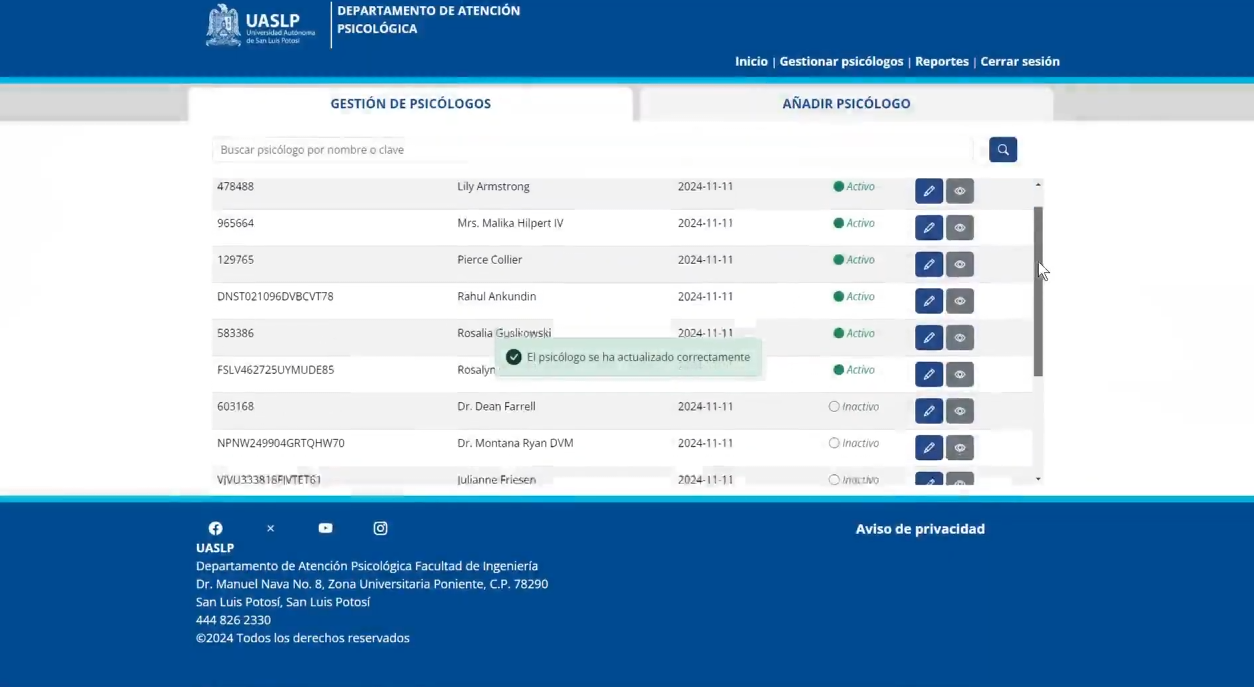 UASLP
Universidad Autónoma
de San Luis Potosí
DEPARTAMENTO DE ATENCIÓN
PSICOLÓGICA
Inicio | Gestionar psicólogos | Reportes | Cerrar sesión
GESTIÓN DE PSICÓLOGOS
AÑADIR PSICÓLOGO
Buscar psicólogo por nombre o clave
478488 Lily Armstrong 2024-11-11 Activo
965664 Mrs. Malika Hilpert IV 2024-11-11 Activo
129765 Pierce Collier 2024-11-11 Activo
DNST021096DVBCVT78 Rahul Ankundin 2024-11-11 Activo
583386 Rosalia Guslkowski 2024-11-11 Activo
El psicólogo se ha actualizado correctamente
FSLV462725UYMUDE85 Rosalyn Activo
603168 Dr. Dean Farrell 2024-11-11 Inactivo
NPNW249904GRTQHW70 Dr. Montana Ryan DVM 2024-11-11 Inactivo
Julianne Friesen 2024-11-11 Inactivo
UASLP
Departamento de Atención Psicológica Facultad de Ingeniería
Dr. Manuel Nava No. 8, Zona Universitaria Poniente, C.P. 78290
San Luis Potosí, San Luis Potosí
444 826 2330
©2024 Todos los derechos reservados
Aviso de privacidad